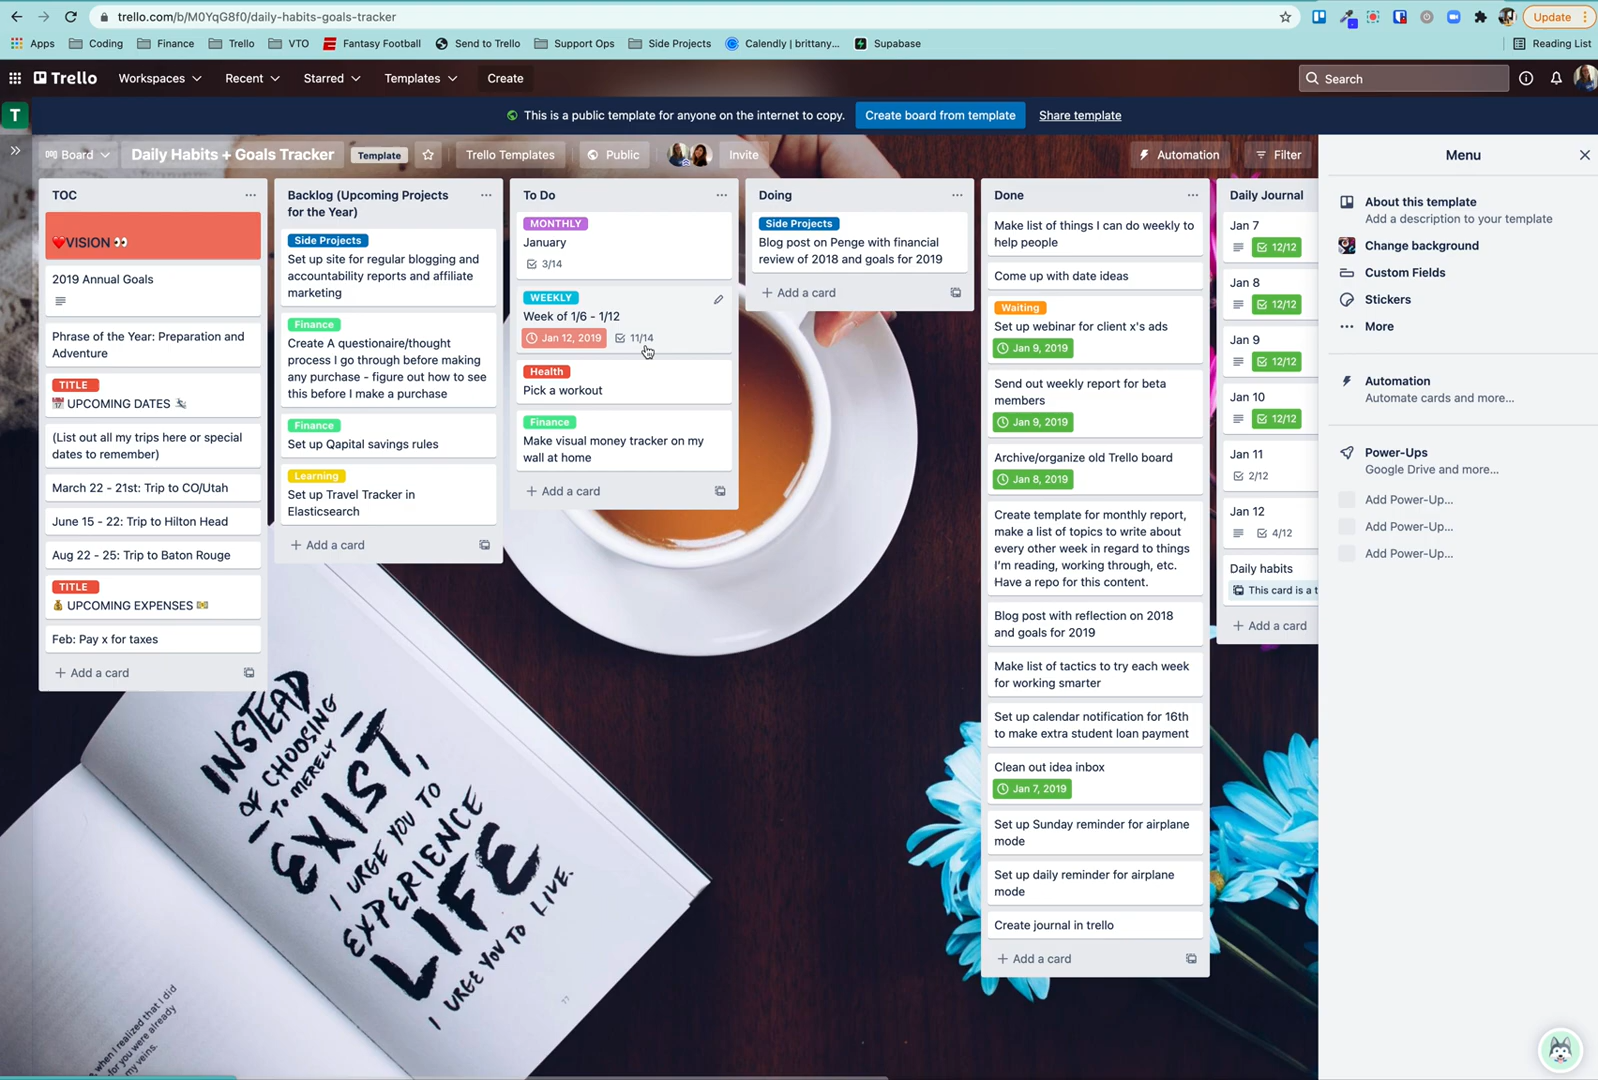 trello.com/b/M0YqG8f0/daily-habits-goals-tracker
Update
Apps
Coding
Finance
Trello
VTO
Fantasy Football
Send to Trello
Support Ops
Side Projects
Calendly | brittany...
Supabase
Reading List
Trello
Workspaces
Recent
Starred
Templates
Create
Search
T
This is a public template for anyone on the internet to copy.
Create board from template
Share template
Board
Daily Habits + Goals Tracker
Template
Trello Templates
Public
Invite
Automation
Filter
TOC
❤️VISION 👀
2019 Annual Goals
Phrase of the Year: Preparation and
Adventure
TITLE
📅 UPCOMING DATES 🛬
(List out all my trips here or special
dates to remember)
March 22 - 21st: Trip to CO/Utah
June 15 - 22: Trip to Hilton Head
Aug 22 - 25: Trip to Baton Rouge
TITLE
💰 UPCOMING EXPENSES 💴
Feb: Pay x for taxes
+ Add a card
Backlog (Upcoming Projects
for the Year)
Side Projects
Set up site for regular blogging and
accountability reports and affiliate
marketing
Finance
Create A questionaire/thought
process I go through before making
any purchase - figure out how to see
this before I make a purchase
Finance
Set up Qapital savings rules
Learning
Set up Travel Tracker in
Elasticsearch
+ Add a card
To Do
MONTHLY
January
3/14
WEEKLY
Week of 1/6 - 1/12
Jan 12, 2019
11/14
Health
Pick a workout
Finance
Make visual money tracker on my
wall at home
+ Add a card
Doing
Side Projects
Blog post on Penge with financial
review of 2018 and goals for 2019
+ Add a card
Done
Make list of things I can do weekly to
help people
Come up with date ideas
Waiting
Set up webinar for client x's ads
Jan 9, 2019
Send out weekly report for beta
members
Jan 9, 2019
Archive/organize old Trello board
Jan 8, 2019
Create template for monthly report,
make a list of topics to write about
every other week in regard to things
I'm reading, working through, etc.
Have a repo for this content.
Blog post with reflection on 2018
and goals for 2019
Make list of tactics to try each week
for working smarter
Set up calendar notification for 16th
to make extra student loan payment
Clean out idea inbox
Jan 7, 2019
Set up Sunday reminder for airplane
mode
Set up daily reminder for airplane
mode
Create journal in trello
+ Add a card
Daily Journal
Jan 7
12/12
Jan 8
12/12
Jan 9
12/12
Jan 10
12/12
Jan 11
2/12
Jan 12
4/12
Daily habits
This card is a t
+ Add a card
Menu
About this template
Add a description to your template
Change background
Custom Fields
Stickers
More
Automation
Automate cards and more...
Power-Ups
Google Drive and more...
Add Power-Up...
Add Power-Up...
Add Power-Up...
INSTEAD
OF CHOOSING
TO MERELY
EXIST,
I URGE YOU TO
EXPERIENCE
LIFE
I URGE YOU TO LIVE.
77
when I realized that I did
for you were already
my veins.